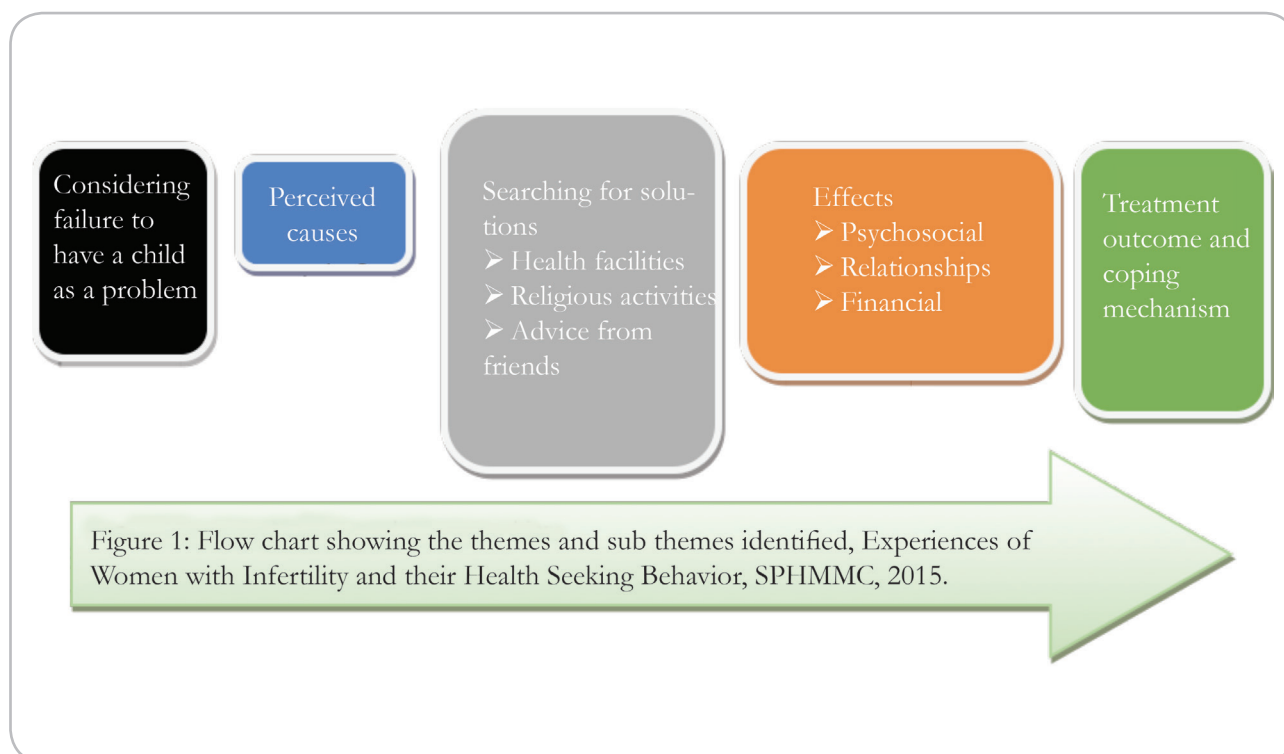 Considering
failure to
have a child
as a problem
Perceived
causes
Searching for solu-
tions
➢ Health facilities
➢ Religious activities
➢ Advice from
friends
Effects
➢ Psychosocial
➢ Relationships
➢ Financial
Treatment
outcome and
coping
mechanism
Figure 1: Flow chart showing the themes and sub themes identified, Experiences of
Women with Infertility and their Health Seeking Behavior, SPHMMC, 2015.